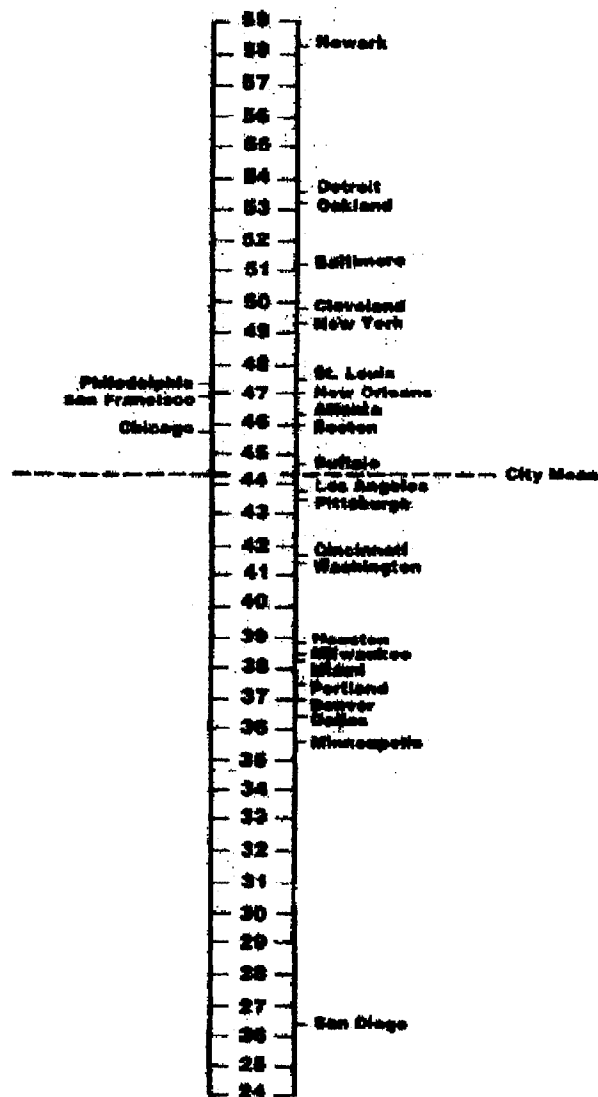 59
Newark
58
57
56
55
54
Detroit
53
Oakland
52
Baltimore
51
50
Cleveland
49
New York
48
St. Louis
Philadelphia
47
New Orleans
San Francisco
Atlanta
46
Boston
Chicago
45
Buffalo
City Mean
44
Los Angeles
Pittsburgh
43
42
Cincinnati
Washington
41
40
39
Houston
Milwaukee
38
Miami
Portland
37
Denver
Dallas
36
Minneapolis
35
34
33
32
31
30
29
28
27
San Diego
26
25
24